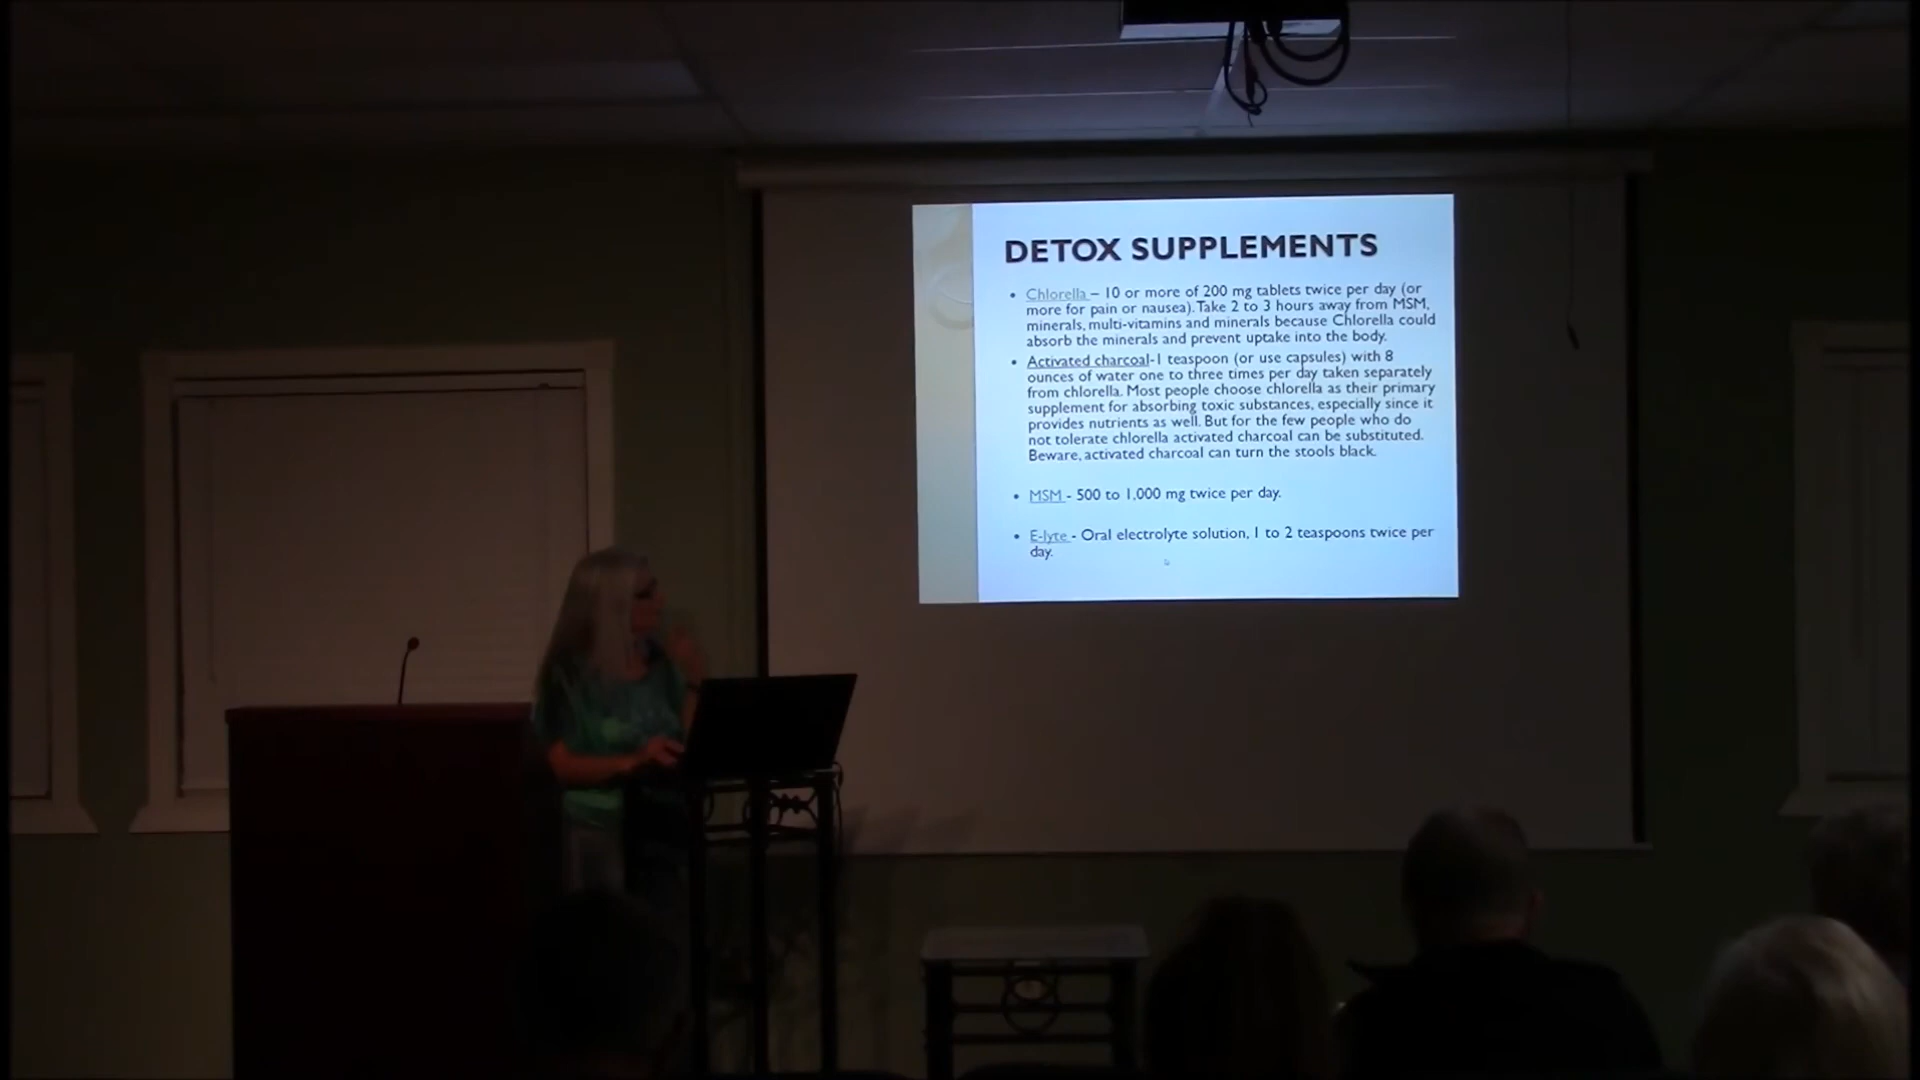 DETOX SUPPLEMENTS
• Chlorella – 10 or more of 200 mg tablets twice per day (or
more for pain or nausea). Take 2 to 3 hours away from MSM,
minerals, multi-vitamins and minerals because Chlorella could
absorb the minerals and prevent uptake into the body.
• Activated charcoal-1 teaspoon (or use capsules) with 8
ounces of water one to three times per day taken separately
from chlorella. Most people choose chlorella as their primary
supplement for absorbing toxic substances, especially since it
provides nutrients as well. But for the few people who do
not tolerate chlorella activated charcoal can be substituted.
Beware, activated charcoal can turn the stools black.
• MSM - 500 to 1,000 mg twice per day.
• E-lyte - Oral electrolyte solution, 1 to 2 teaspoons twice per
day.